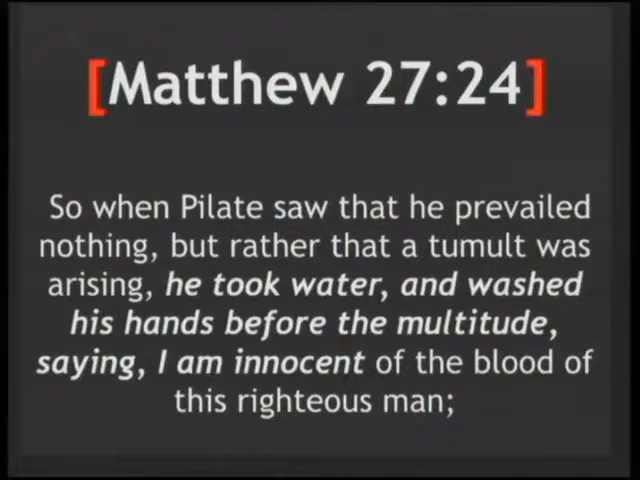 [Matthew 27:24]
So when Pilate saw that he prevailed
nothing, but rather that a tumult was
arising, he took water, and washed
his hands before the multitude,
saying, I am innocent of the blood of
this righteous man;